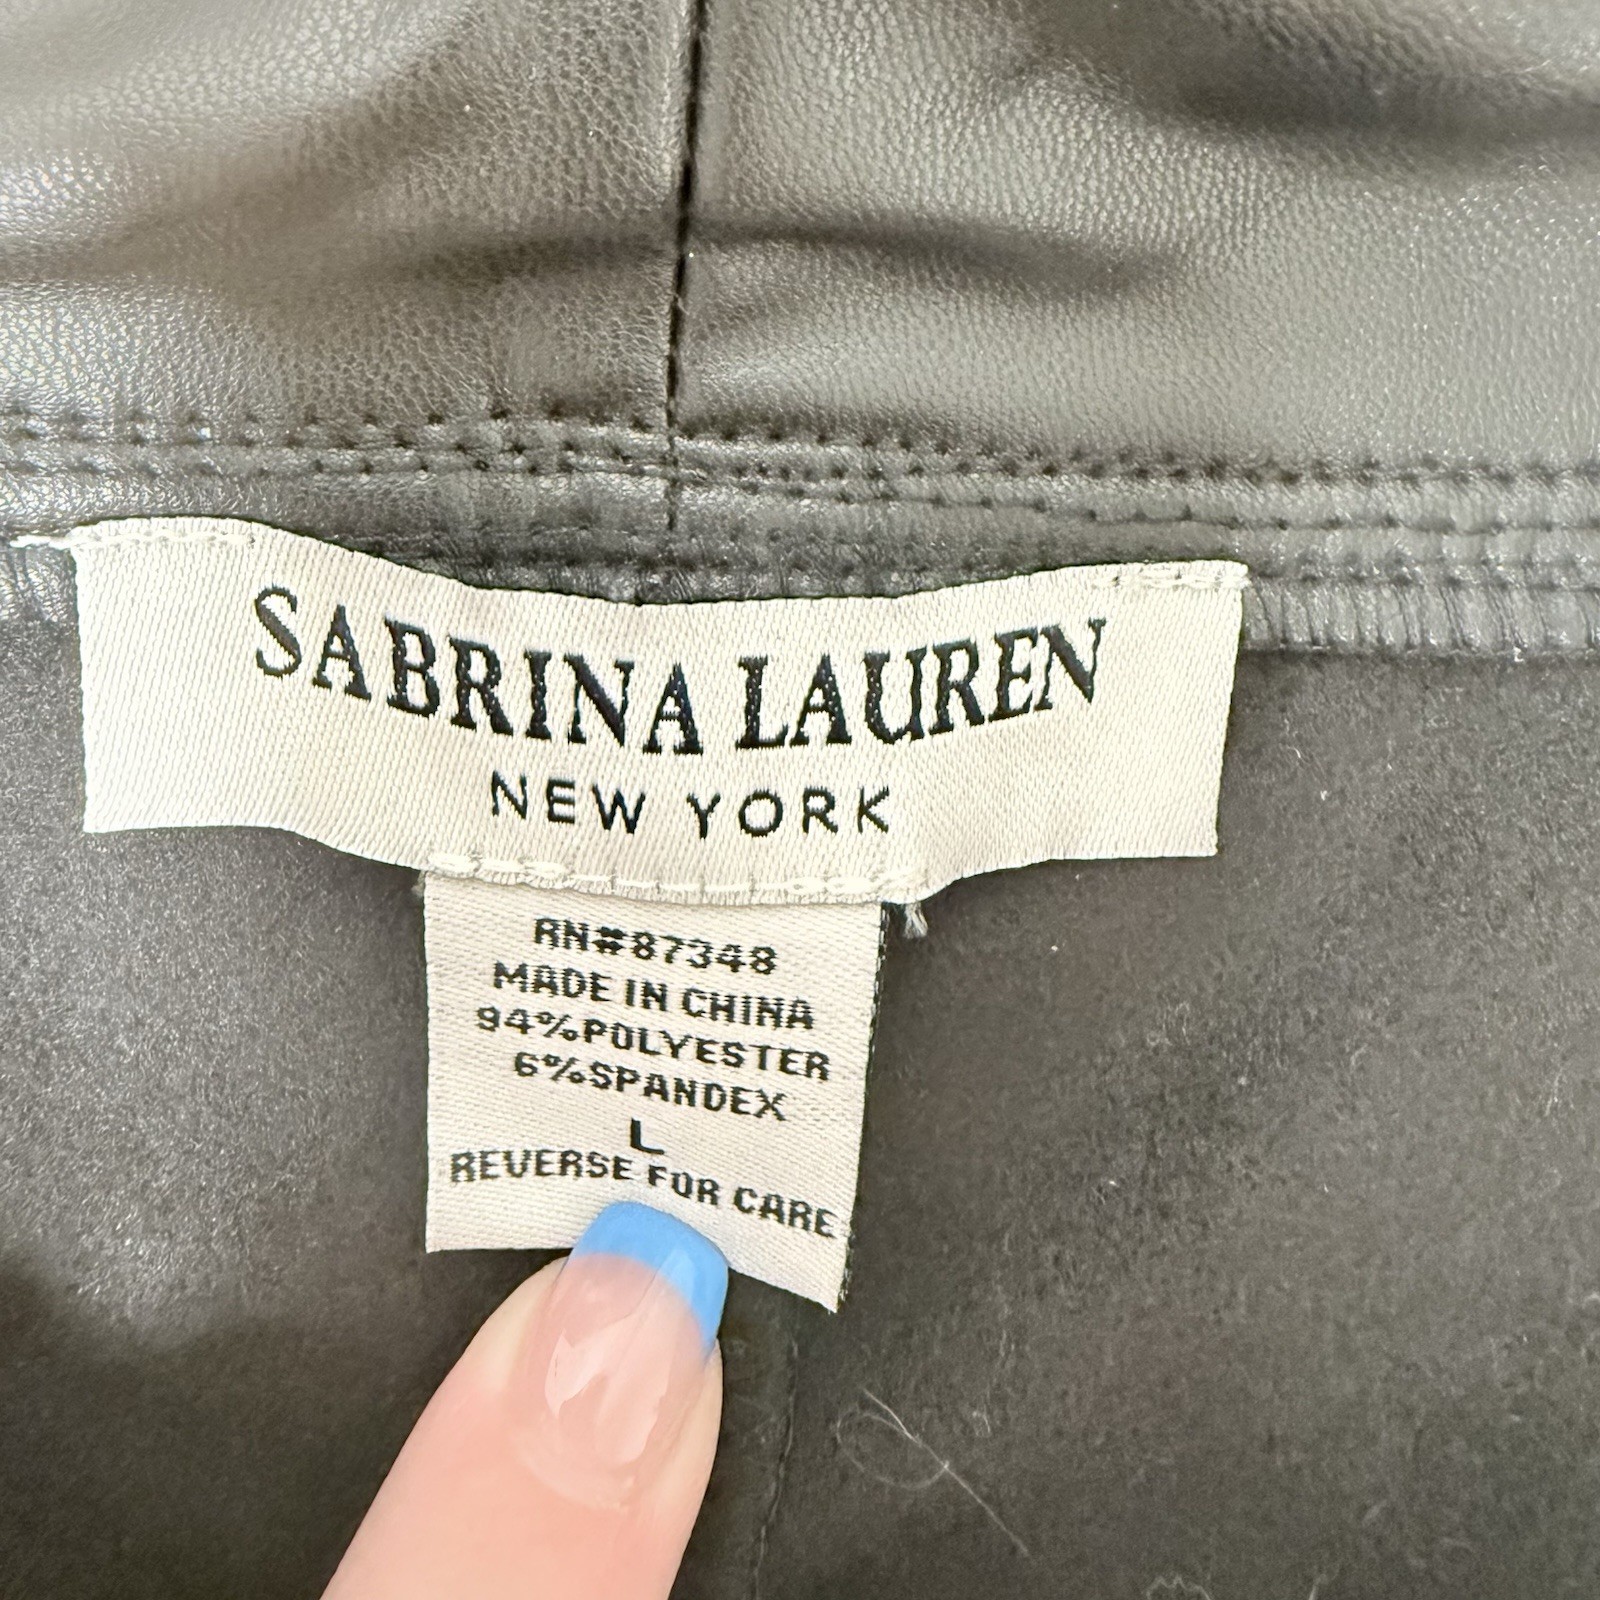 SABRINA LAUREN
NEW YORK
RN#87348
MADE IN CHINA
94%POLYESTER
6%SPANDEX
L
REVERSE FOR CARE